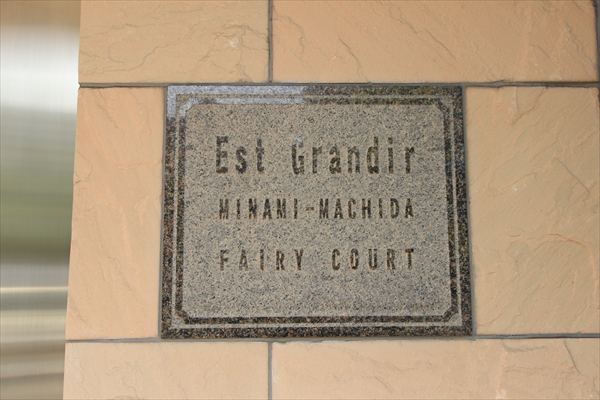 Est Grandir
MINAMI-MACHIDA
FAIRY COURT